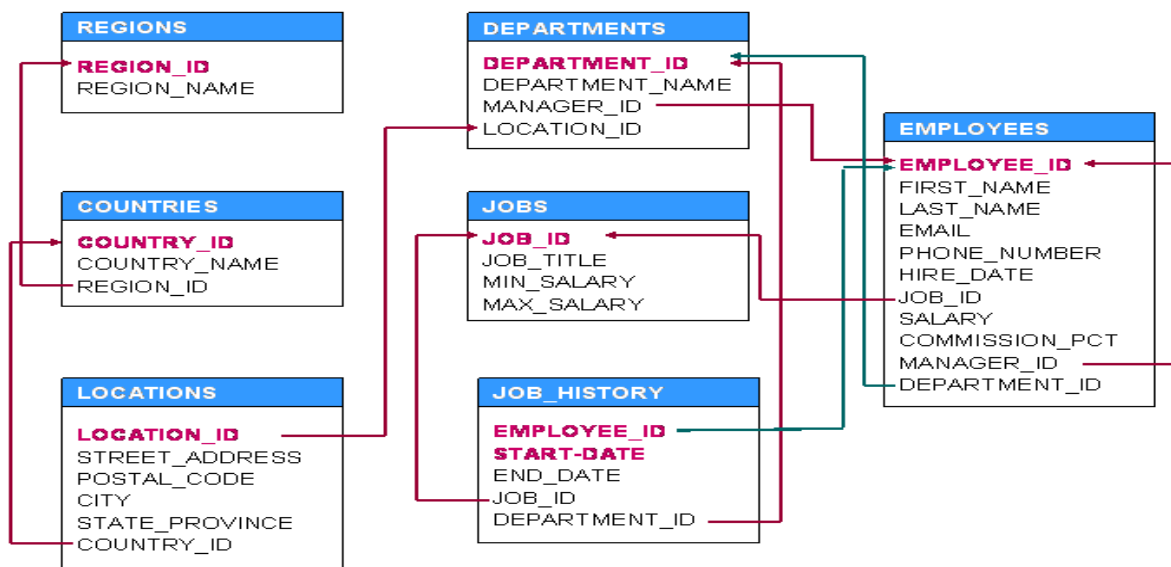 REGIONS
REGION_ID
REGION_NAME
COUNTRIES
COUNTRY_ID
COUNTRY_NAME
REGION_ID
LOCATIONS
LOCATION_ID
STREET_ADDRESS
POSTAL_CODE
CITY
STATE_PROVINCE
COUNTRY_ID
DEPARTMENTS
DEPARTMENT_ID
DEPARTMENT_NAME
MANAGER_ID
LOCATION_ID
JOBS
JOB_ID
JOB_TITLE
MIN_SALARY
MAX_SALARY
JOB_HISTORY
EMPLOYEE_ID
START-DATE
END_DATE
JOB_ID
DEPARTMENT_ID
EMPLOYEES
EMPLOYEE_ID
FIRST_NAME
LAST_NAME
EMAIL
PHONE_NUMBER
HIRE_DATE
JOB_ID
SALARY
COMMISSION_PCT
MANAGER_ID
DEPARTMENT_ID